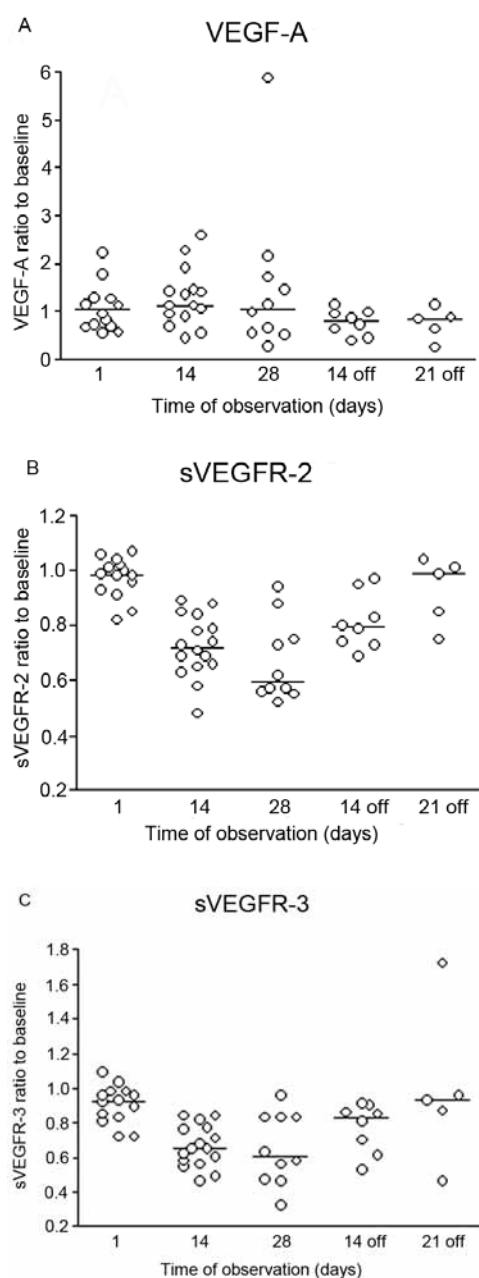 A
VEGF-A
VEGF-A ratio to baseline
6
5
4
3
2
1
0
1 14 28 14 off 21 off
Time of observation (days)
B
sVEGFR-2
sVEGFR-2 ratio to baseline
1.2
1.0
0.8
0.6
0.4
0.2
1 14 28 14 off 21 off
Time of observation (days)
C
sVEGFR-3
sVEGFR-3 ratio to baseline
1.8
1.6
1.4
1.2
1.0
0.8
0.6
0.4
0.2
1 14 28 14 off 21 off
Time of observation (days)